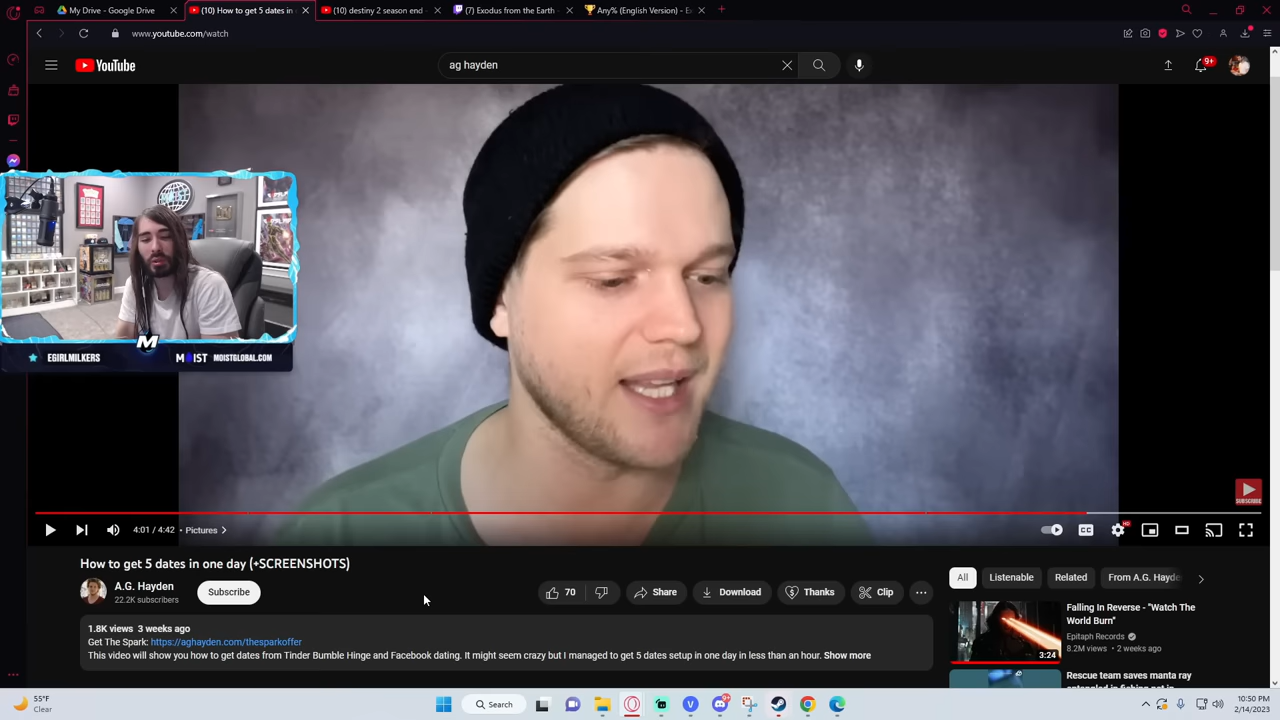 My Drive - Google Drive
(10) How to get 5 dates in
(10) destiny 2 season end -
(7) Exodus from the Earth -
Any% (English Version) - Ex
www.youtube.com/watch
YouTube
ag hayden
9+
EGIRLMILKERS
M
MOIST
MOISTGLOBAL.COM
SUBSCRIBE
4:01 / 4:42 • Pictures
CC
HD
How to get 5 dates in one day (+SCREENSHOTS)
A.G. Hayden
22.2K subscribers
Subscribe
70
Share
Download
Thanks
Clip
1.8K views 3 weeks ago
Get The Spark: https://aghayden.com/thesparkoffer
This video will show you how to get dates from Tinder Bumble Hinge and Facebook dating. It might seem crazy but I managed to get 5 dates setup in one day in less than an hour. Show more
All
Listenable
Related
From A.G. Hayde
Falling In Reverse - "Watch The
World Burn"
Epitaph Records
8.2M views • 2 weeks ago
3:24
Rescue team saves manta ray
55°F
Clear
Search
9+
10:50 PM
2/14/2023